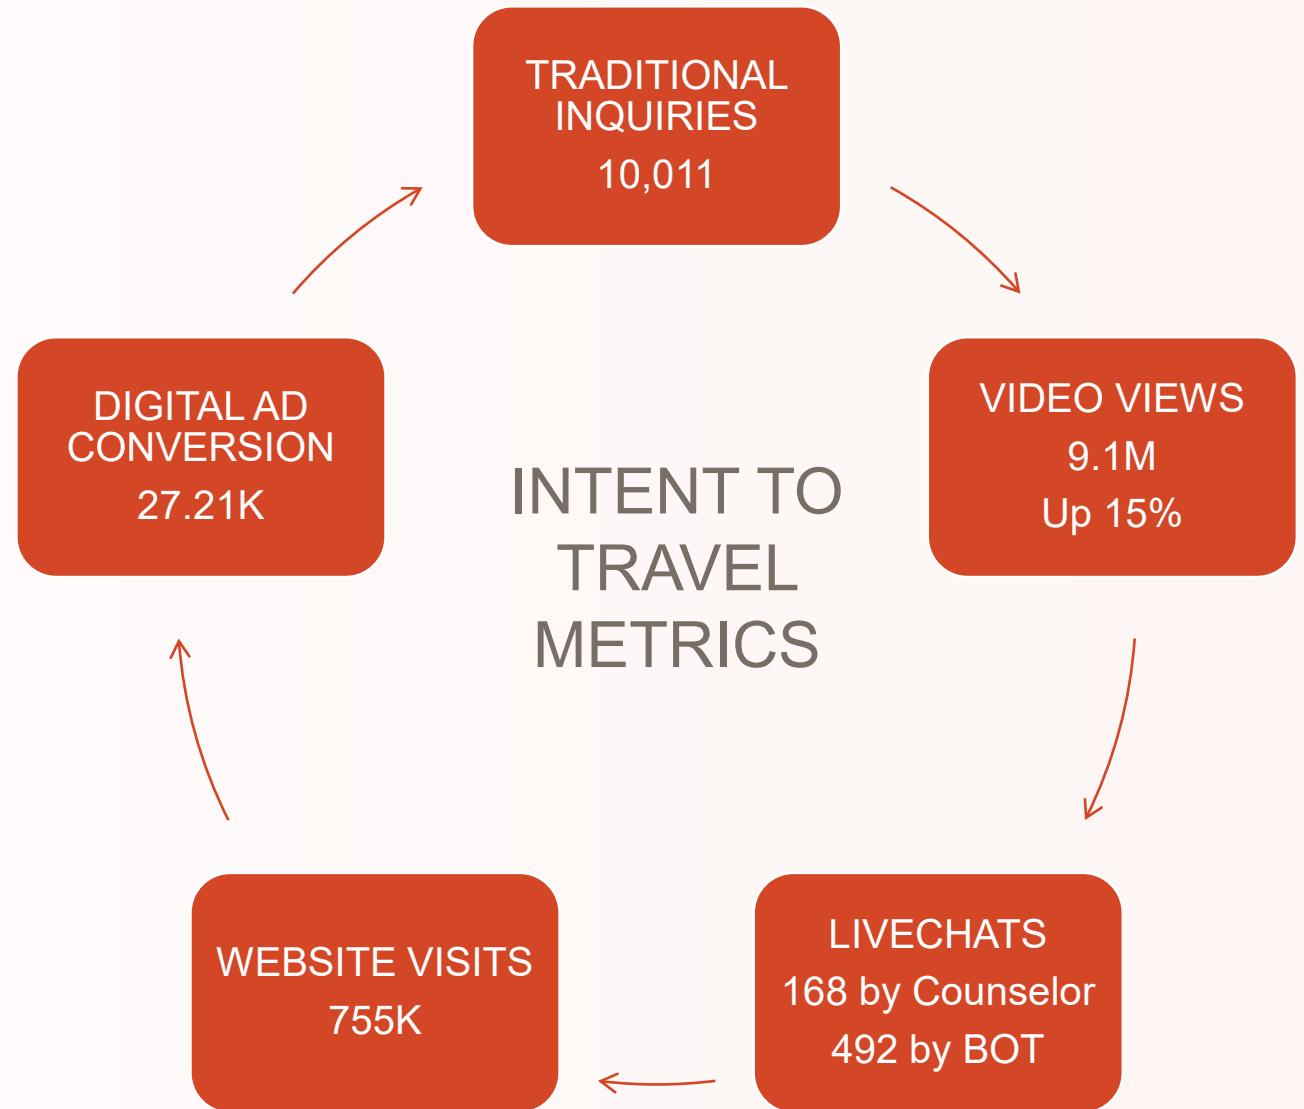 TRADITIONAL
INQUIRIES
10,011
VIDEO VIEWS
9.1M
Up 15%
LIVECHATS
168 by Counselor
492 by BOT
WEBSITE VISITS
755K
DIGITAL AD
CONVERSION
27.21K
INTENT TO
TRAVEL
METRICS